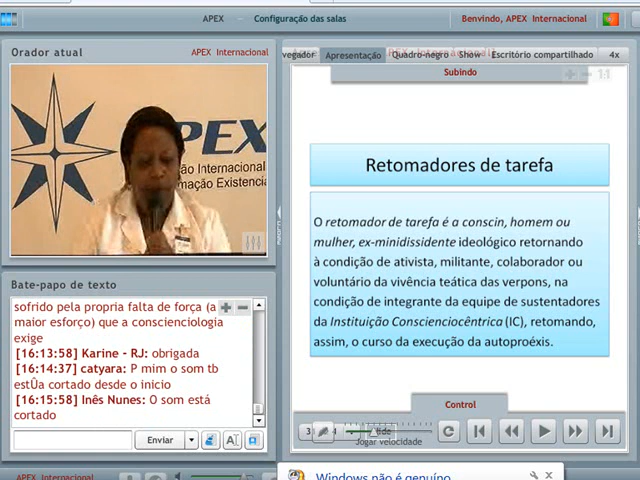 APEX – Configuração das salas
Benvindo, APEX Internacional
Orador atual
APEX Internacional
PEX
ão Internacional
mação Existencia
Bate-papo de texto
sofrido pela propria falta de força (a
maior esforço) que a conscienciologia
exige
[16:13:58] Karine - RJ: obrigada
[16:14:37] catyara: P mim o som tb
estÛa cortado desde o inicio
[16:15:58] Inês Nunes: O som está
cortado
Enviar
APEX Internacional
vegador Apresentação Quadro-negro Show Escritório compartilhado 4x
Subindo
1:1
Retomadores de tarefa
O retomador de tarefa é a conscin, homem ou
mulher, ex-minidissidente ideológico retornando
à condição de ativista, militante, colaborador ou
voluntário da vivência teática das verpons, na
condição de integrante da equipe de sustentadores
da Instituição Conscienciocêntrica (IC), retomando,
assim, o curso da execução da autoproéxis.
Control
Jogar velocidade
Windows não é genuíno